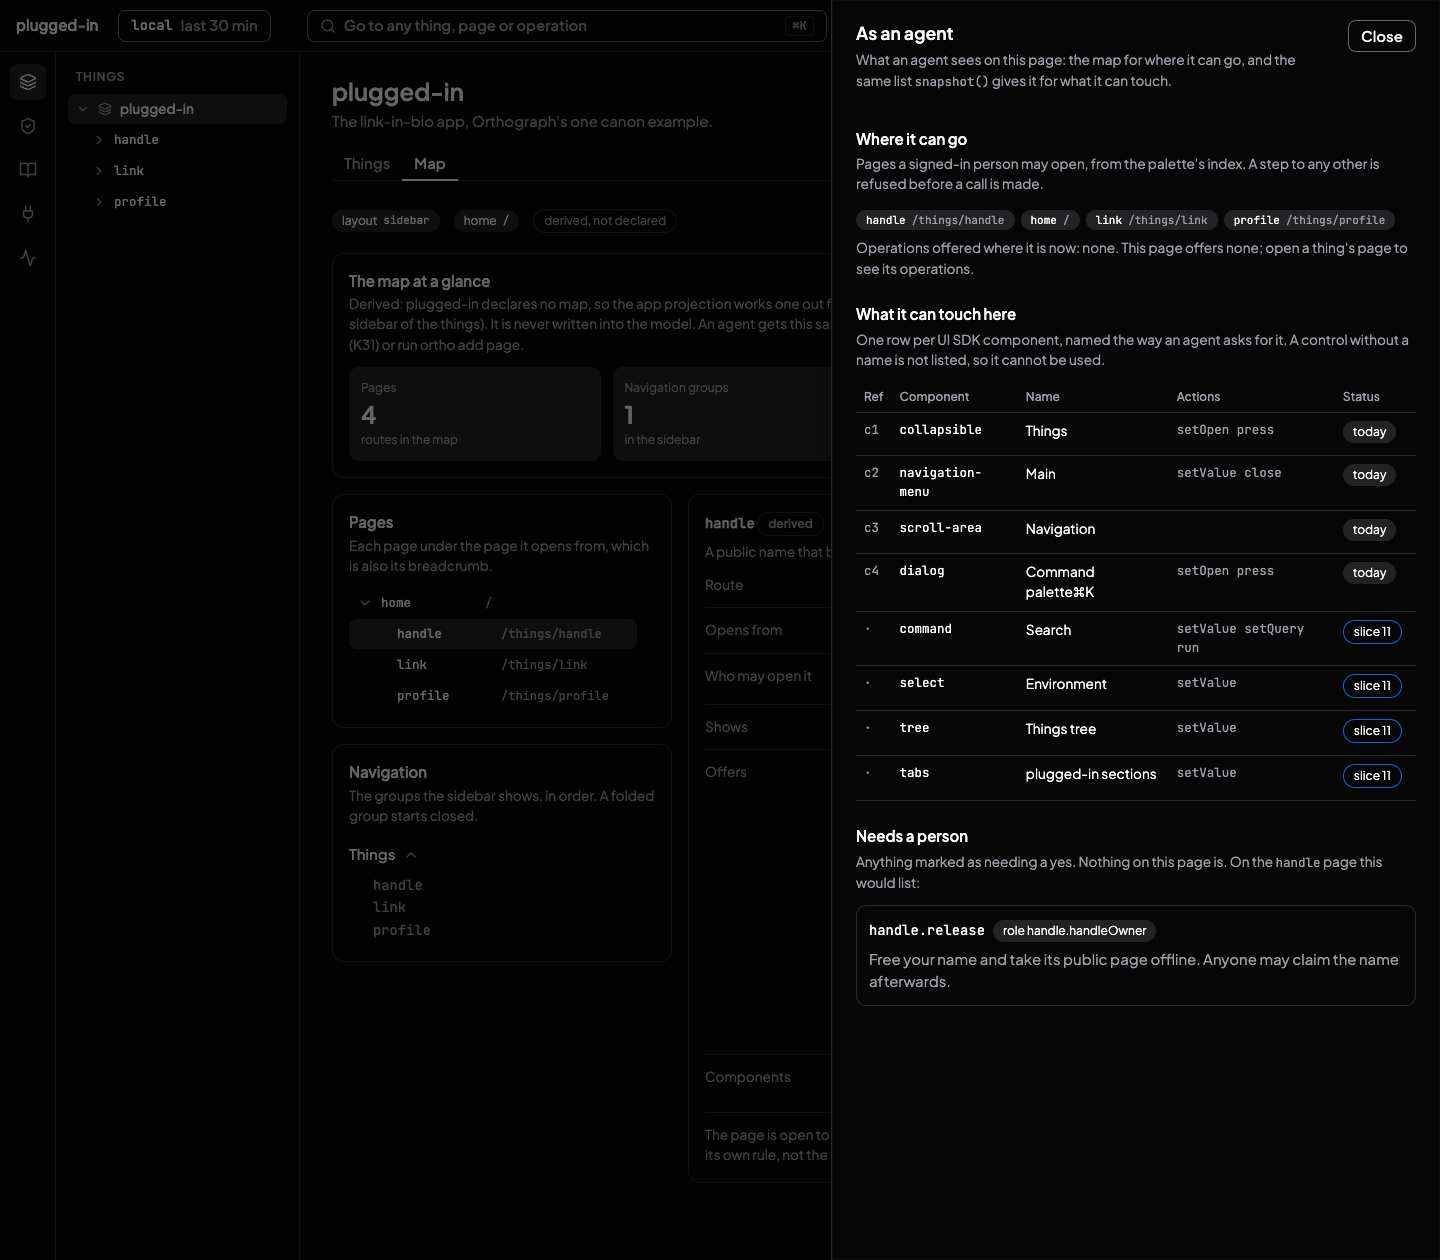 plugged-in
local last 30 min
Go to any thing, page or operation
⌘K
THINGS
plugged-in
handle
link
profile
plugged-in
The link-in-bio app, Orthograph's one canon example.
Things Map
layout sidebar
home /
derived, not declared
The map at a glance
Derived: plugged-in declares no map, so the app projection works one out f
sidebar of the things). It is never written into the model. An agent gets this sa
(K31) or run ortho add page.
Pages
4
routes in the map
Navigation groups
1
in the sidebar
Pages
Each page under the page it opens from, which
is also its breadcrumb.
home /
handle /things/handle
link /things/link
profile /things/profile
Navigation
The groups the sidebar shows, in order. A folded
group starts closed.
Things
handle
link
profile
handle derived
A public name that b
Route
Opens from
Who may open it
Shows
Offers
Components
The page is open to
its own rule, not the
As an agent
Close
What an agent sees on this page: the map for where it can go, and the
same list snapshot() gives it for what it can touch.
Where it can go
Pages a signed-in person may open, from the palette's index. A step to any other is
refused before a call is made.
handle /things/handle home / link /things/link profile /things/profile
Operations offered where it is now: none. This page offers none; open a thing's page to
see its operations.
What it can touch here
One row per UI SDK component, named the way an agent asks for it. A control without a
name is not listed, so it cannot be used.
Ref Component Name Actions Status
c1 collapsible Things setOpen press today
c2 navigation-
menu Main setValue close today
c3 scroll-area Navigation today
c4 dialog Command
palette⌘K setOpen press today
· command Search setValue setQuery
run slice 11
· select Environment setValue slice 11
· tree Things tree setValue slice 11
· tabs plugged-in sections setValue slice 11
Needs a person
Anything marked as needing a yes. Nothing on this page is. On the handle page this
would list:
handle.release role handle.handleOwner
Free your name and take its public page offline. Anyone may claim the name
afterwards.